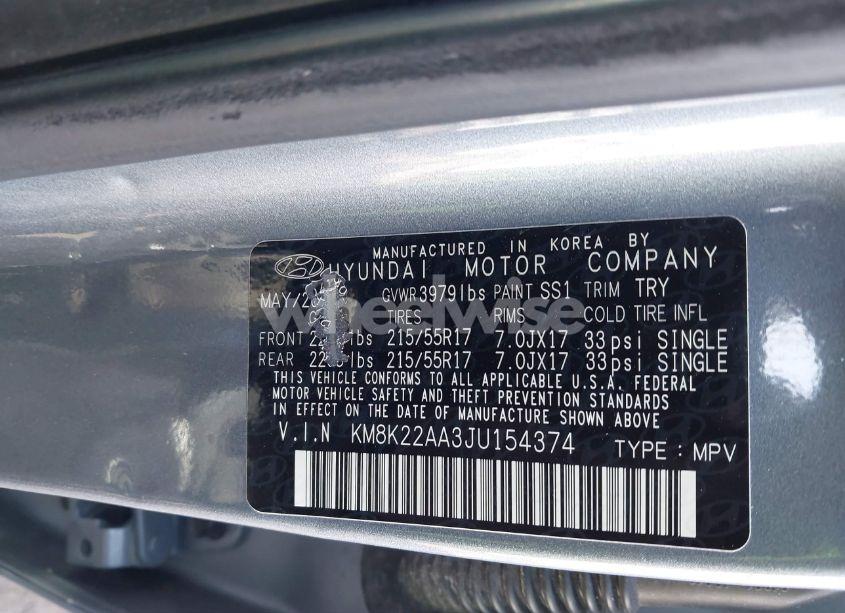 MANUFACTURED IN KOREA BY
HYUNDAI MOTOR COMPANY
GVWR 3979lbs PAINT SS1 TRIM TRY
TIRES RIMS COLD TIRE INFL
FRONT lbs 215/55R17 7.0JX17 33psi SINGLE
REAR lbs 215/55R17 7.0JX17 33psi SINGLE
THIS VEHICLE CONFORMS TO ALL APPLICABLE U.S.A. FEDERAL
MOTOR VEHICLE SAFETY AND THEFT PREVENTION STANDARDS
IN EFFECT ON THE DATE OF MANUFACTURE SHOWN ABOVE
V.I.N KM8K22AA3JU154374 TYPE : MPV
wheelwise